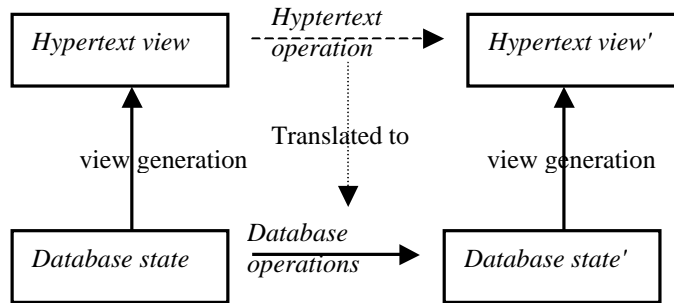 Hypertext view
Hyptertext
operation
Hypertext view'
Translated to
view generation
view generation
Database state
Database
operations
Database state'